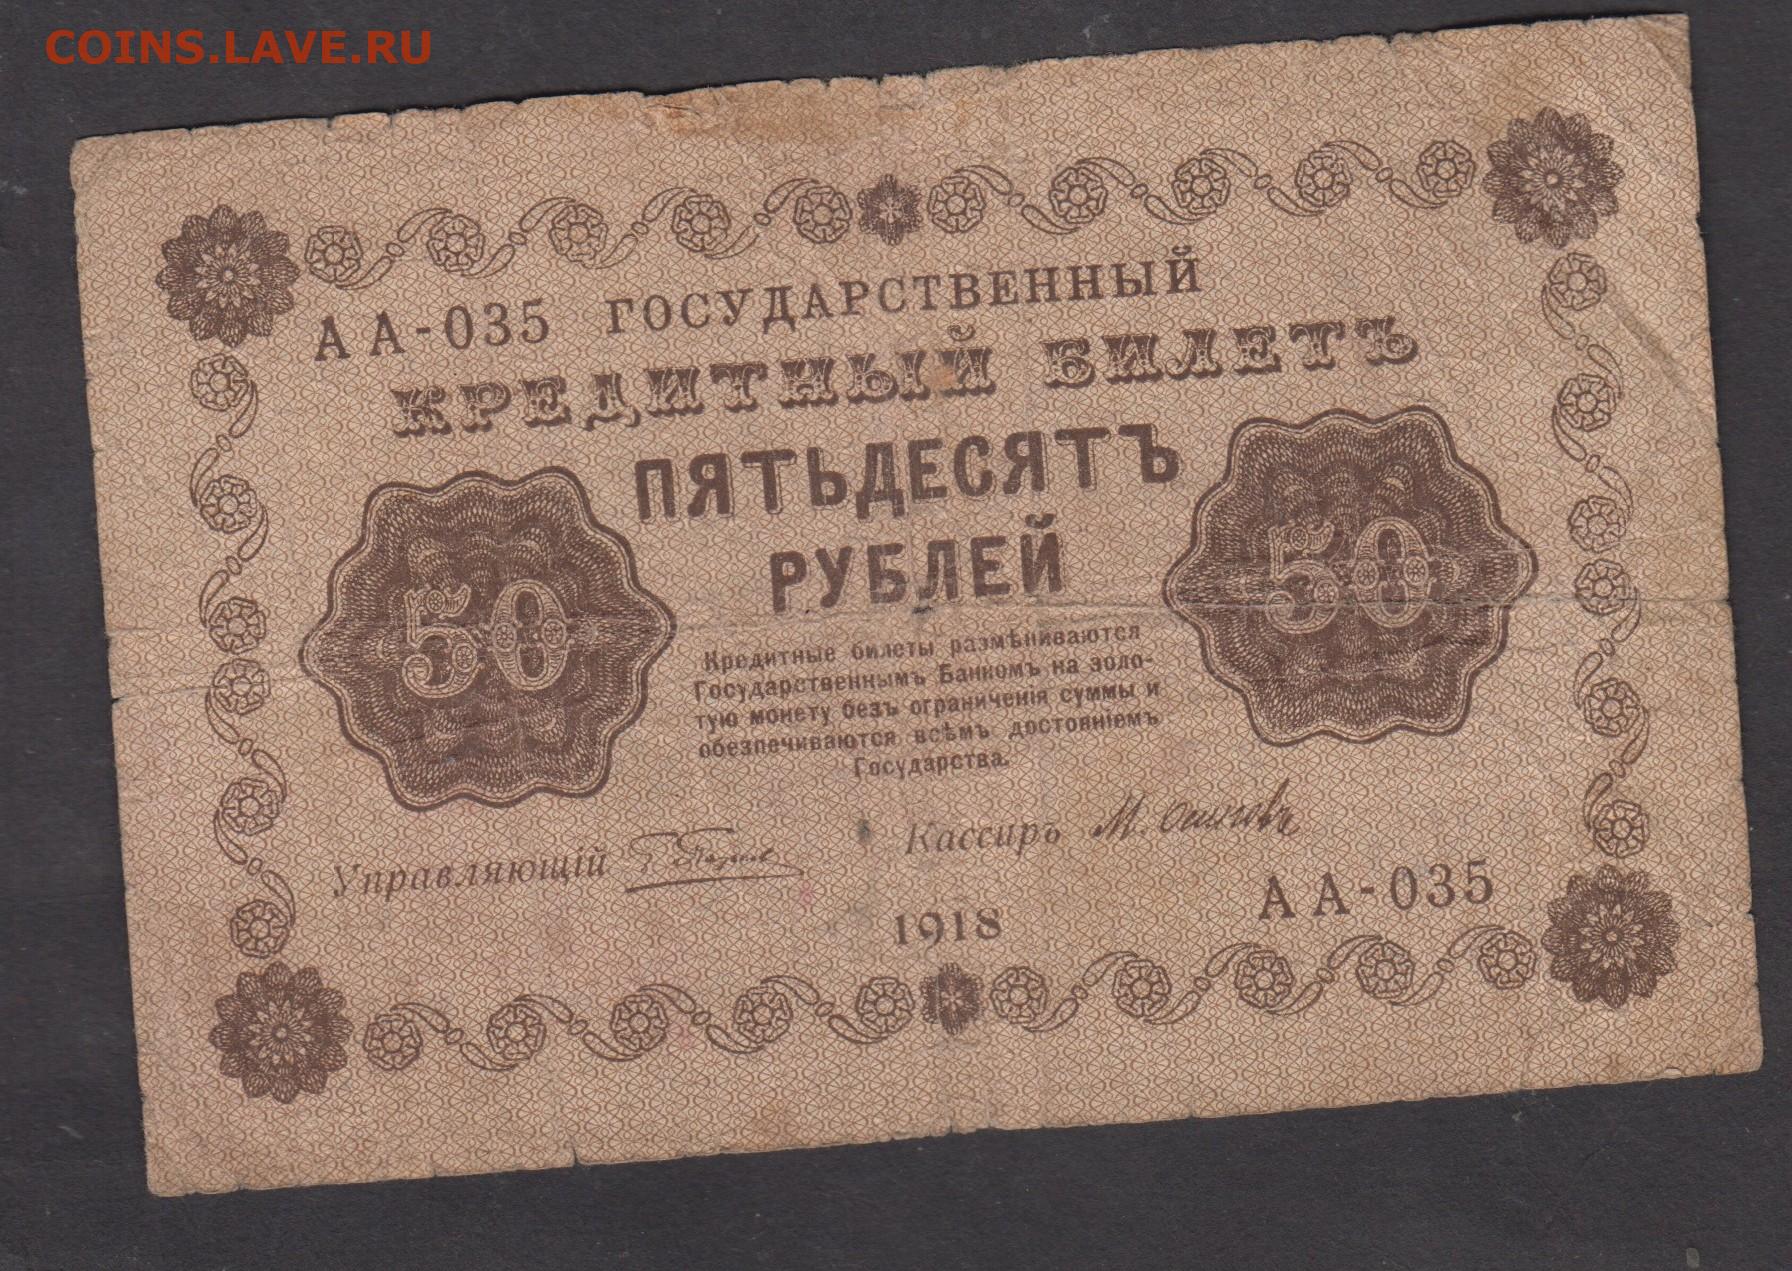 COINS.LAVE.RU
АА-035 ГОСУДАРСТВЕННЫЙ
КРЕДИТНЫЙ БИЛЕТЪ
ПЯТЬДЕСЯТЪ
РУБЛЕЙ
50
50
Кредитные билеты размѣниваются
Государственнымъ Банкомъ на золо-
тую монету безъ ограниченія суммы и
обезпечиваются всѣмъ достояніемъ
Государства.
Управляющій
Кассиръ М. Осиповъ
1918
АА-035